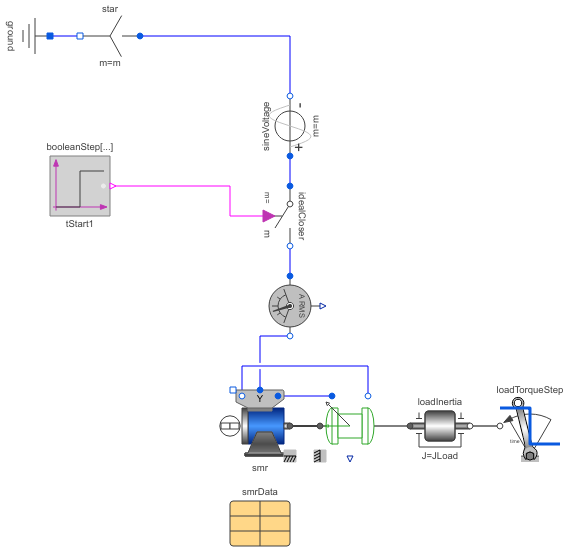 star
ground
m=m
sineVoltage
m=m
booleanStep[...]
tStart1
m =
m
idealCloser
A RMS
Y
smr
loadInertia
J=JLoad
loadTorqueStep
time
smrData